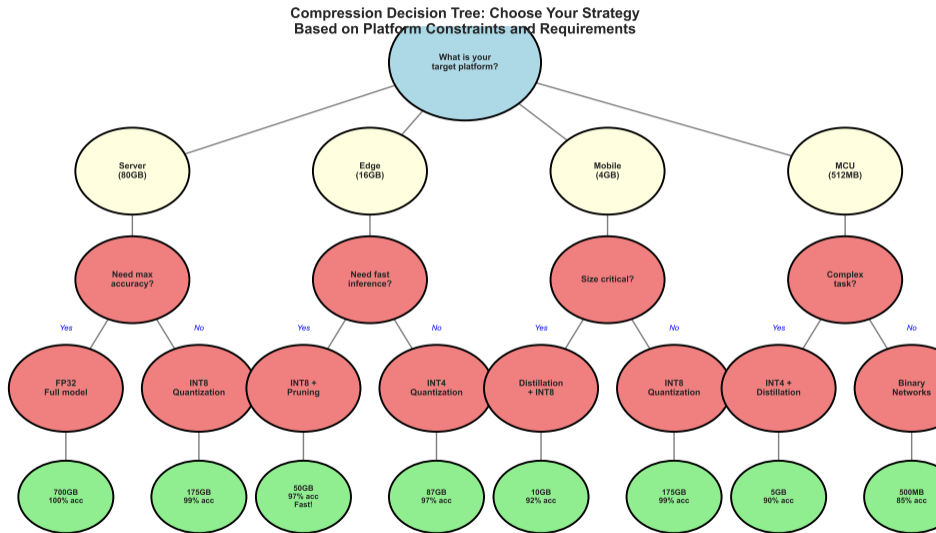 Compression Decision Tree: Choose Your Strategy
Based on Platform Constraints and Requirements
What is your
target platform?
Server
(80GB)
Edge
(16GB)
Mobile
(4GB)
MCU
(512MB)
Need max
accuracy?
Need fast
inference?
Size critical?
Complex
task?
Yes
No
Yes
No
Yes
No
Yes
No
FP32
Full model
INT8
Quantization
INT8 +
Pruning
INT4
Quantization
Distillation
+ INT8
INT8
Quantization
INT4 +
Distillation
Binary
Networks
700GB
100% acc
175GB
99% acc
50GB
97% acc
Fast!
87GB
97% acc
10GB
92% acc
175GB
99% acc
5GB
90% acc
500MB
85% acc